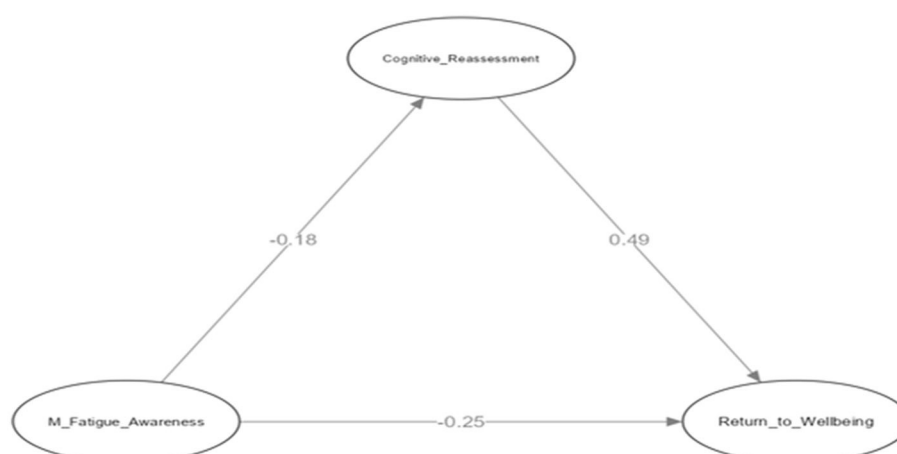 Cognitive_Reassessment
-0.18
0.49
M_Fatigue_Awareness
-0.25
Return_to_Wellbeing